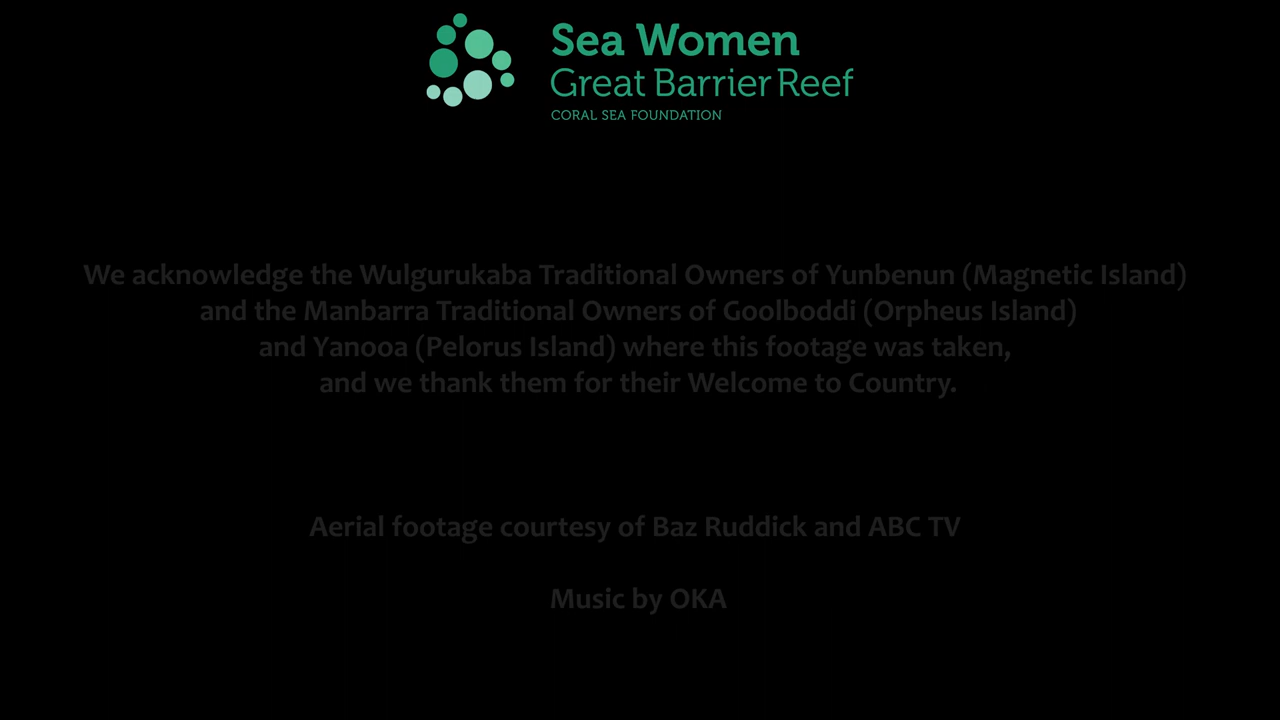 Sea Women
Great Barrier Reef
CORAL SEA FOUNDATION
We acknowledge the Wulgurukaba Traditional Owners of Yunbenun (Magnetic Island)
and the Manbarra Traditional Owners of Goolboddi (Orpheus Island)
and Yanooa (Pelorus Island) where this footage was taken,
and we thank them for their Welcome to Country.
Aerial footage courtesy of Baz Ruddick and ABC TV
Music by OKA